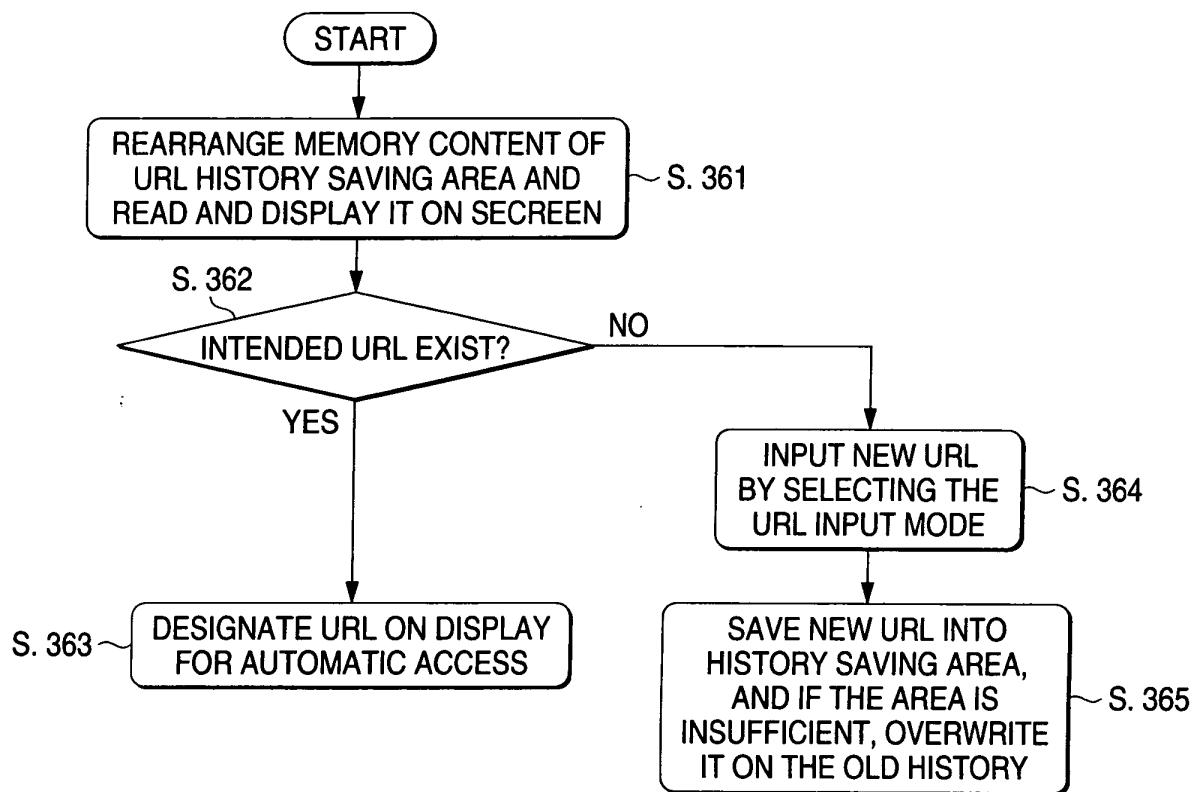 START
REARRANGE MEMORY CONTENT OF
URL HISTORY SAVING AREA AND
READ AND DISPLAY IT ON SECREEN
S. 361
S. 362
INTENDED URL EXIST?
NO
YES
INPUT NEW URL
BY SELECTING THE
URL INPUT MODE
S. 364
S. 363
DESIGNATE URL ON DISPLAY
FOR AUTOMATIC ACCESS
SAVE NEW URL INTO
HISTORY SAVING AREA,
AND IF THE AREA IS
INSUFFICIENT, OVERWRITE
IT ON THE OLD HISTORY
S. 365